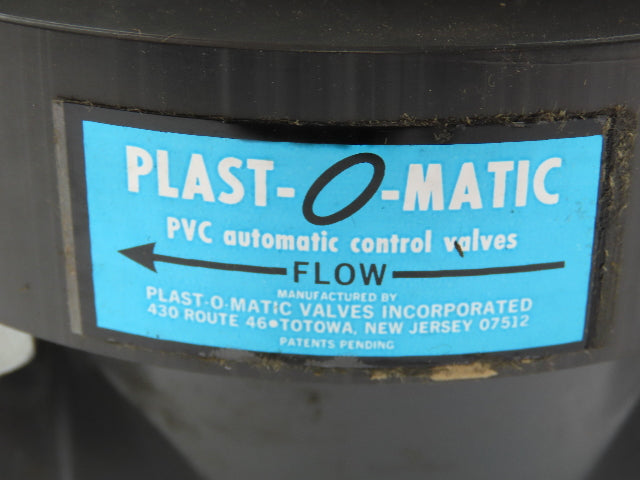 PLAST-O-MATIC
PVC automatic control valves
FLOW
MANUFACTURED BY
PLAST-O-MATIC VALVES INCORPORATED
430 ROUTE 46•TOTOWA, NEW JERSEY 07512
PATENTS PENDING